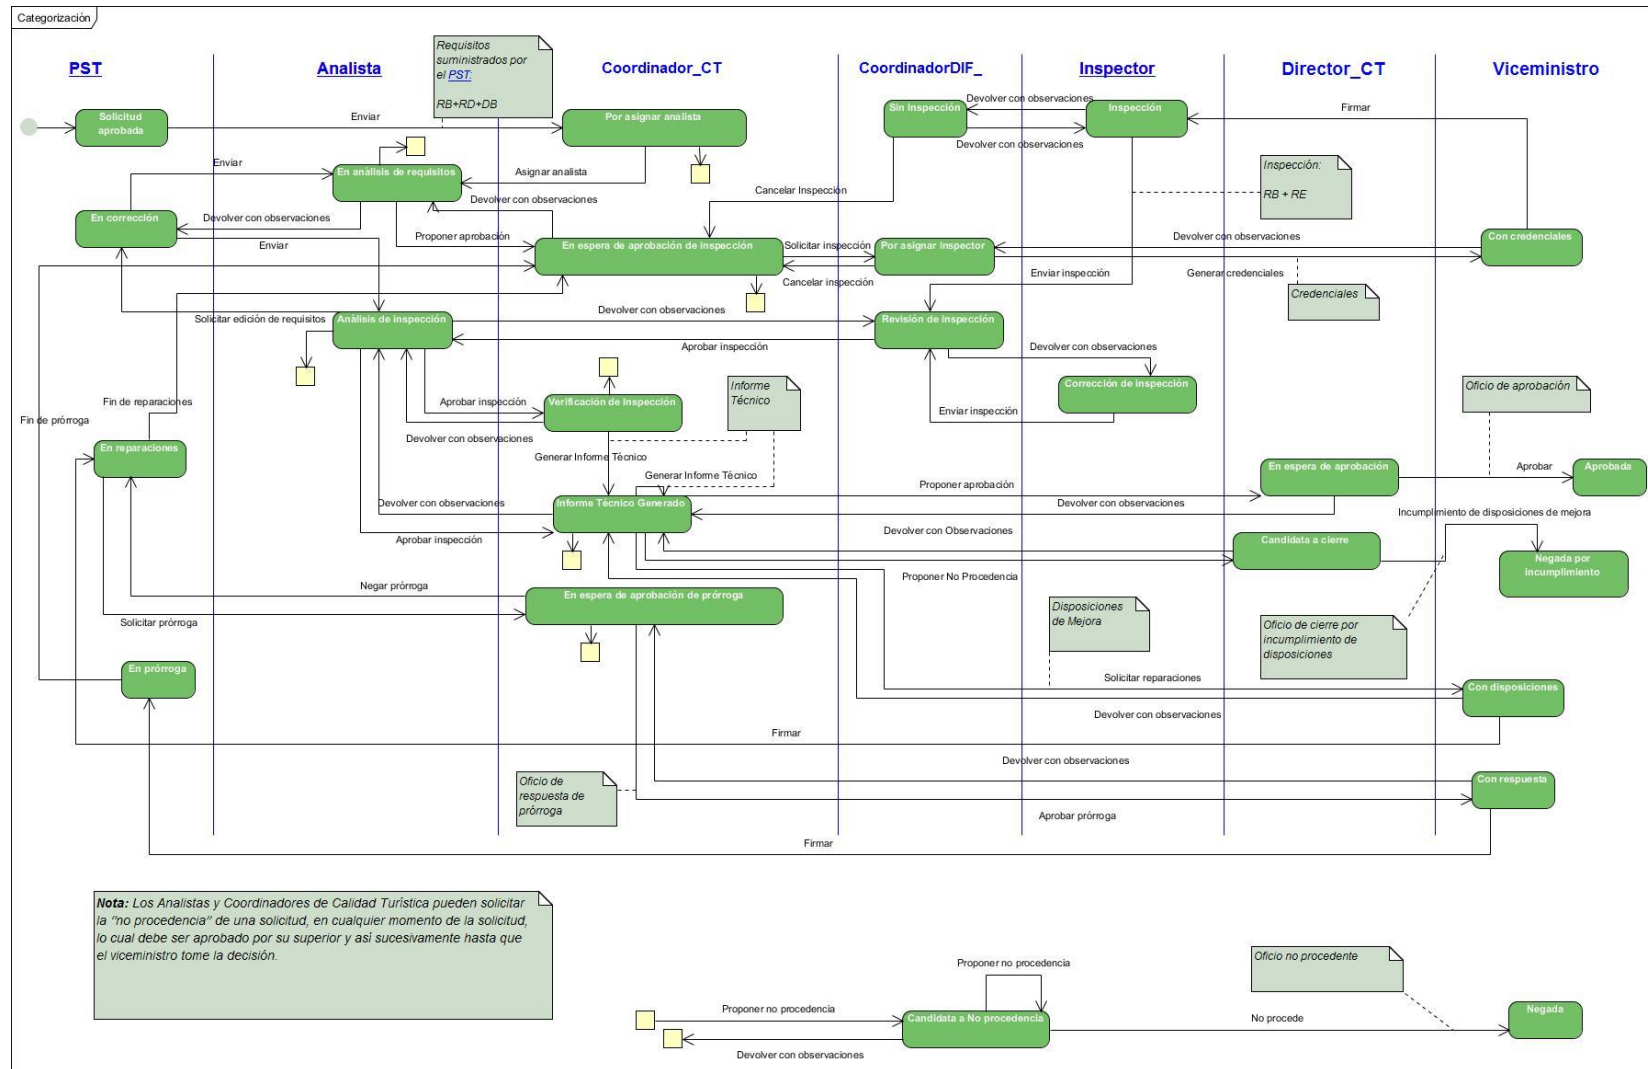 Categorización
PST
Analista
Coordinador_CT
CoordinadorDIF_
Inspector
Director_CT
Viceministro
Requisitos
suministrados por
el PST:
RB+RD+DB
Solicitud
aprobada
Enviar
Por asignar analista
Sin Inspección
Devolver con observaciones
Devolver con observaciones
Inspección
Firmar
Enviar
En análisis de requisitos
Asignar analista
Inspección:
RB + RE
Cancelar Inspección
Devolver con observaciones
En corrección
Devolver con observaciones
Enviar
Proponer aprobación
En espera de aprobación de inspección
Solicitar inspección
Por asignar inspector
Devolver con observaciones
Con credenciales
Cancelar inspección
Enviar inspección
Generar credenciales
Credenciales
Solicitar edición de requisitos
Análisis de inspección
Devolver con observaciones
Revisión de inspección
Aprobar inspección
Devolver con observaciones
Corrección de inspección
Informe
Técnico
Oficio de aprobación
Fin de reparaciones
Fin de prórroga
Aprobar inspección
Verificación de Inspección
Enviar inspección
Devolver con observaciones
En reparaciones
Generar Informe Técnico
Generar Informe Técnico
En espera de aprobación
Aprobar
Aprobada
Proponer aprobación
Devolver con observaciones
Informe Técnico Generado
Devolver con observaciones
Incumplimiento de disposiciones de mejora
Aprobar inspección
Devolver con Observaciones
Candidata a cierre
Negada por
incumplimiento
Proponer No Procedencia
Negar prórroga
En espera de aprobación de prórroga
Solicitar prórroga
Disposiciones
de Mejora
Oficio de cierre por
incumplimiento de
disposiciones
En prórroga
Solicitar reparaciones
Con disposiciones
Devolver con observaciones
Firmar
Devolver con observaciones
Oficio de
respuesta de
prórroga
Con respuesta
Aprobar prórroga
Firmar
Nota: Los Analistas y Coordinadores de Calidad Turística pueden solicitar
la "no procedencia" de una solicitud, en cualquier momento de la solicitud,
lo cual debe ser aprobado por su superior y así sucesivamente hasta que
el viceministro tome la decisión.
Proponer no procedencia
Oficio no procedente
Proponer no procedencia
Candidata a No procedencia
No procede
Negada
Devolver con observaciones